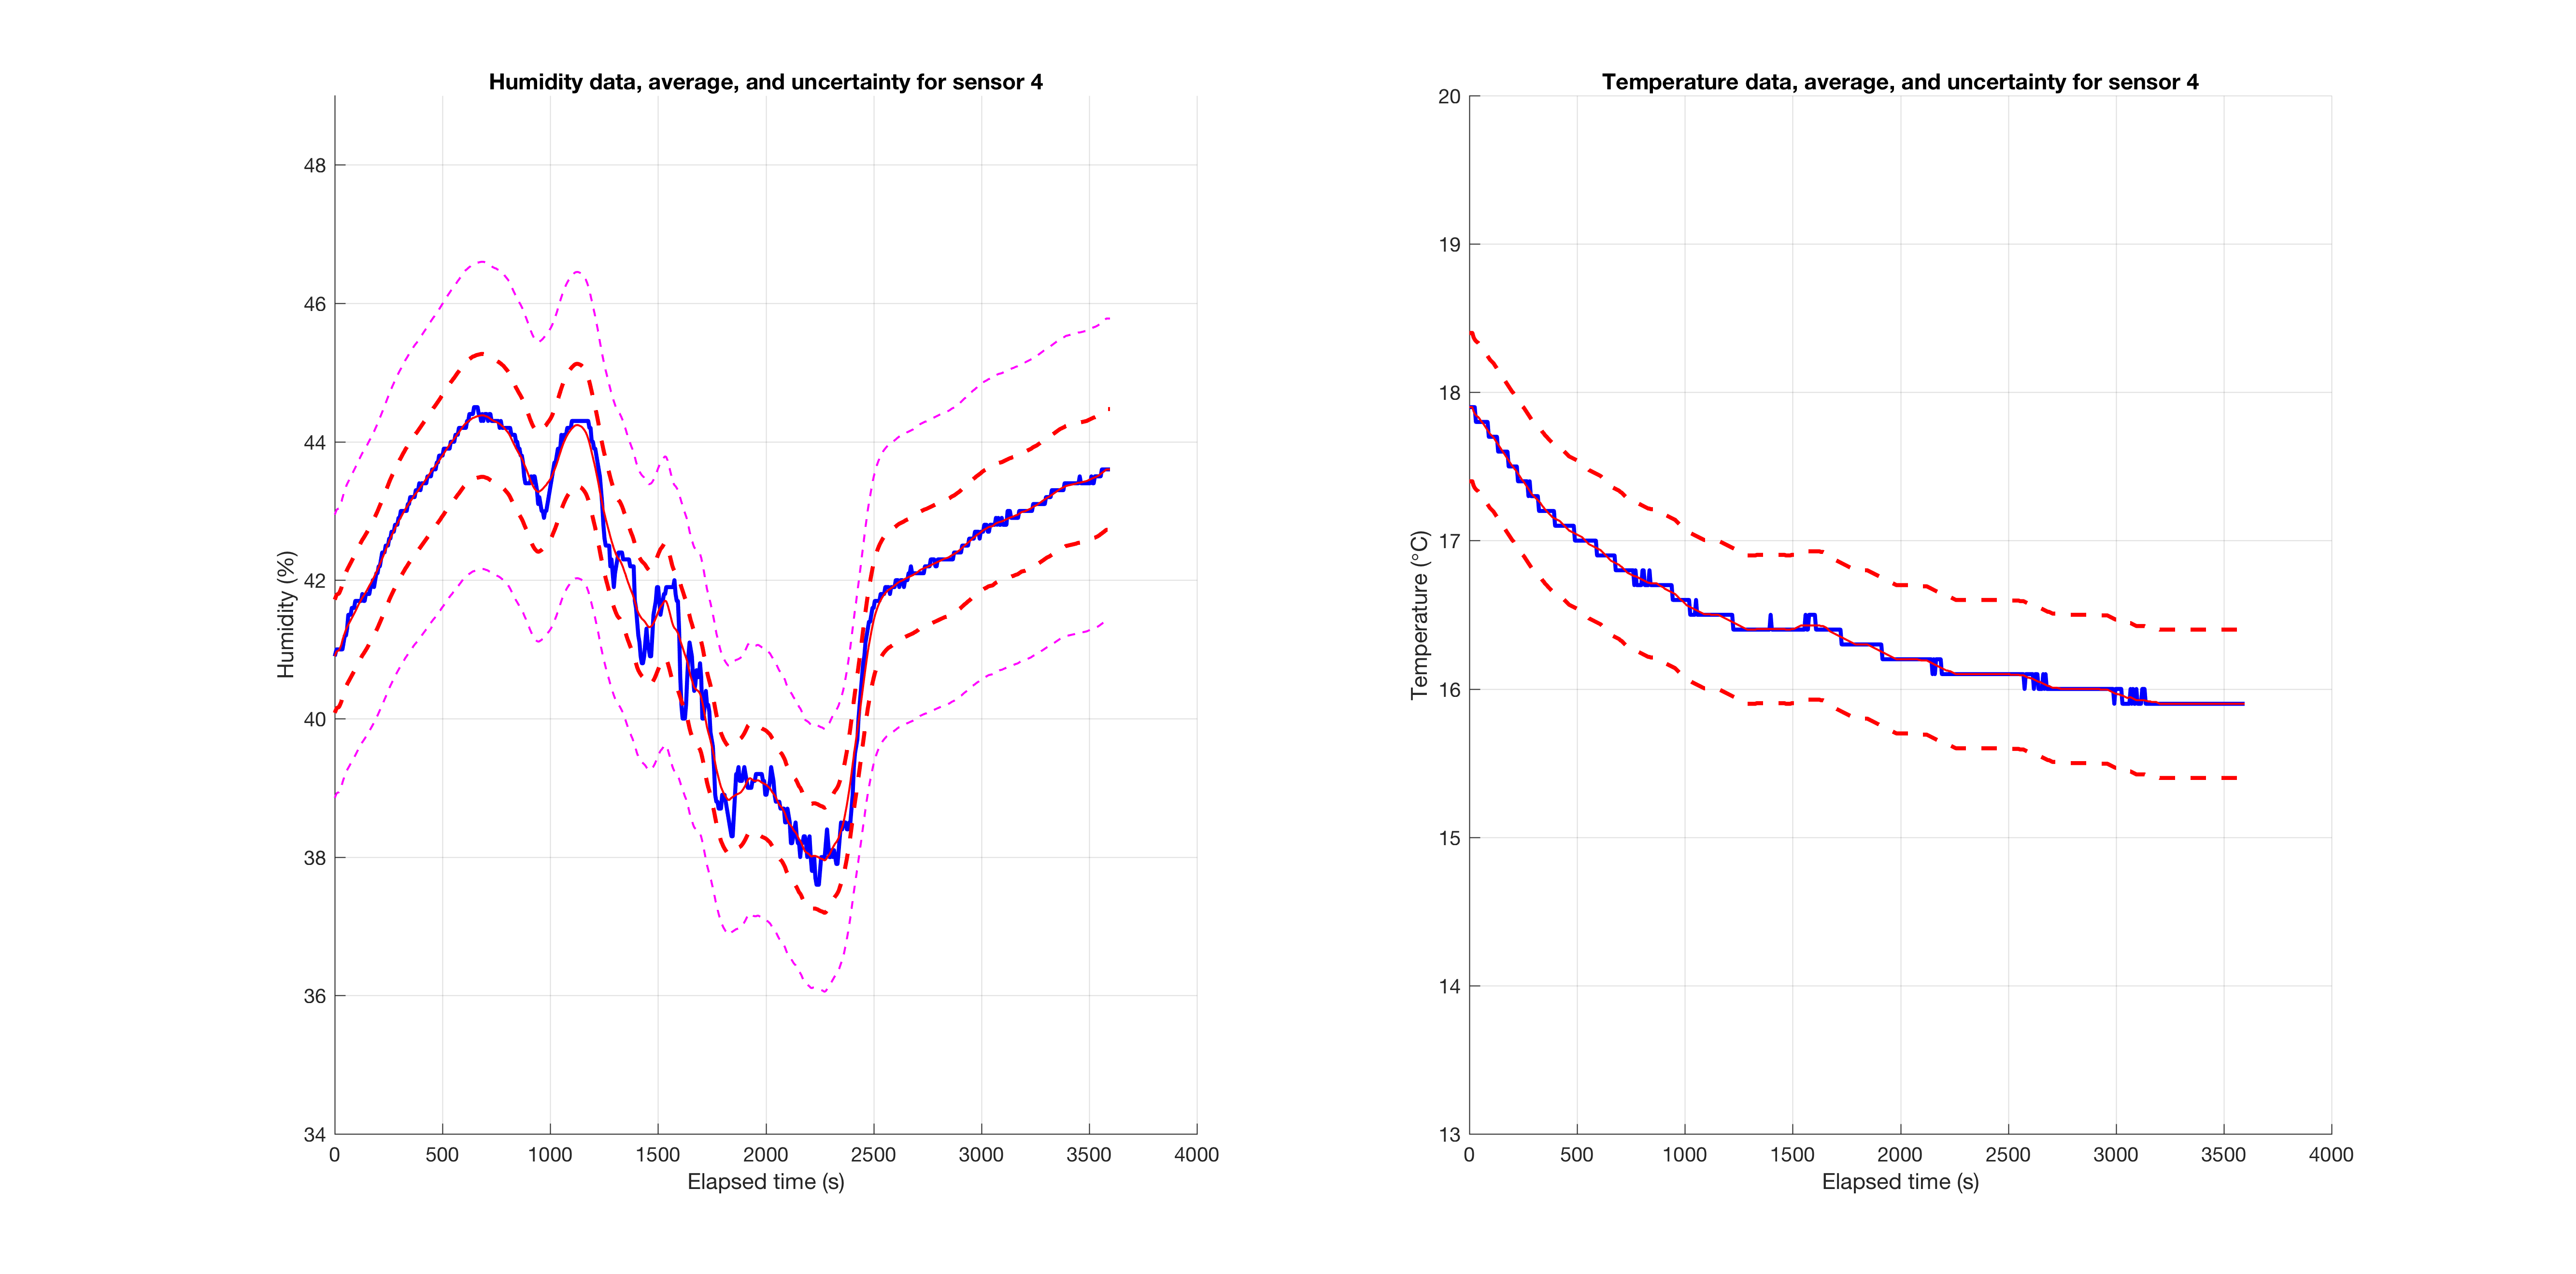 Humidity data, average, and uncertainty for sensor 4
48
46
44
42
40
38
36
34
Humidity (%)
0 500 1000 1500 2000 2500 3000 3500 4000
Elapsed time (s)
Temperature data, average, and uncertainty for sensor 4
20
19
18
17
16
15
14
13
Temperature (°C)
0 500 1000 1500 2000 2500 3000 3500 4000
Elapsed time (s)